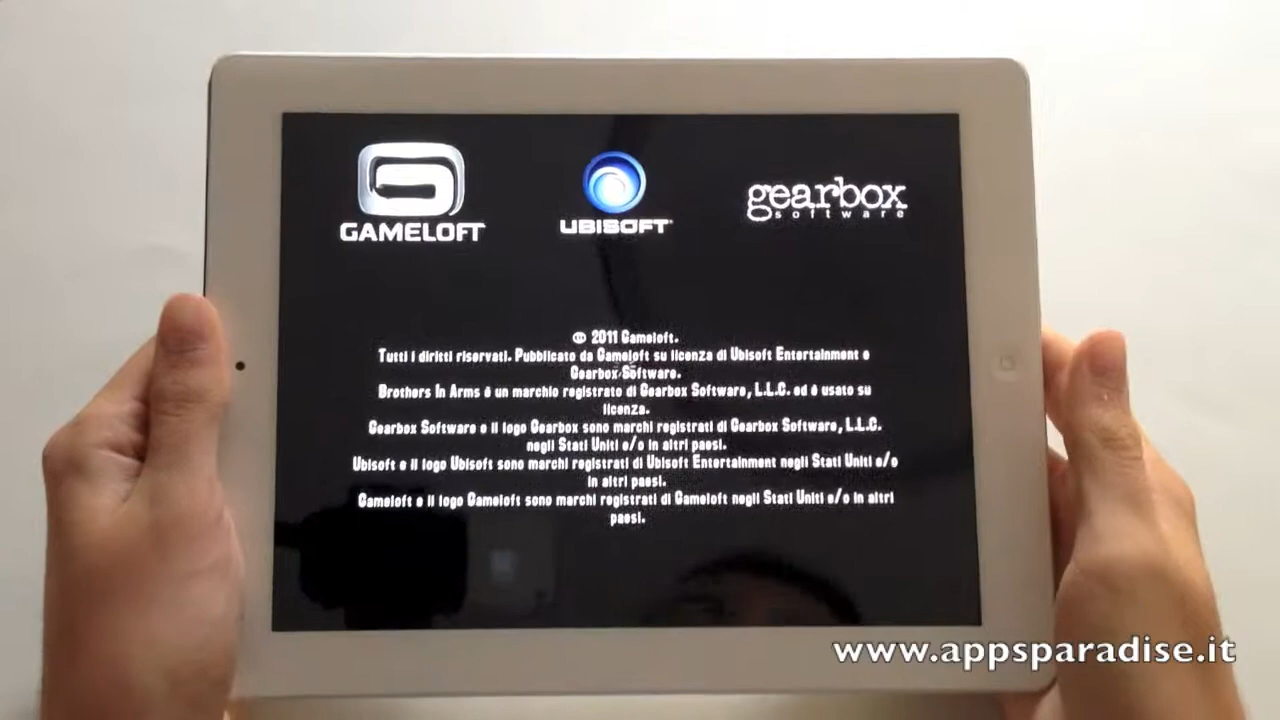 GAMELOFT
UBISOFT
gearbox
software
© 2011 Gameloft.
Tutti i diritti riservati. Pubblicato da Gameloft su licenza di Ubisoft Entertainment e
Gearbox Software.
Brothers In Arms è un marchio registrato di Gearbox Software, L.L.C. ed è usato su
licenza.
Gearbox Software e il logo Gearbox sono marchi registrati di Gearbox Software, L.L.C.
negli Stati Uniti e/o in altri paesi.
Ubisoft e il logo Ubisoft sono marchi registrati di Ubisoft Entertainment negli Stati Uniti e/o
in altri paesi.
Gameloft e il logo Gameloft sono marchi registrati di Gameloft negli Stati Uniti e/o in altri
paesi.
www.appsparadise.it